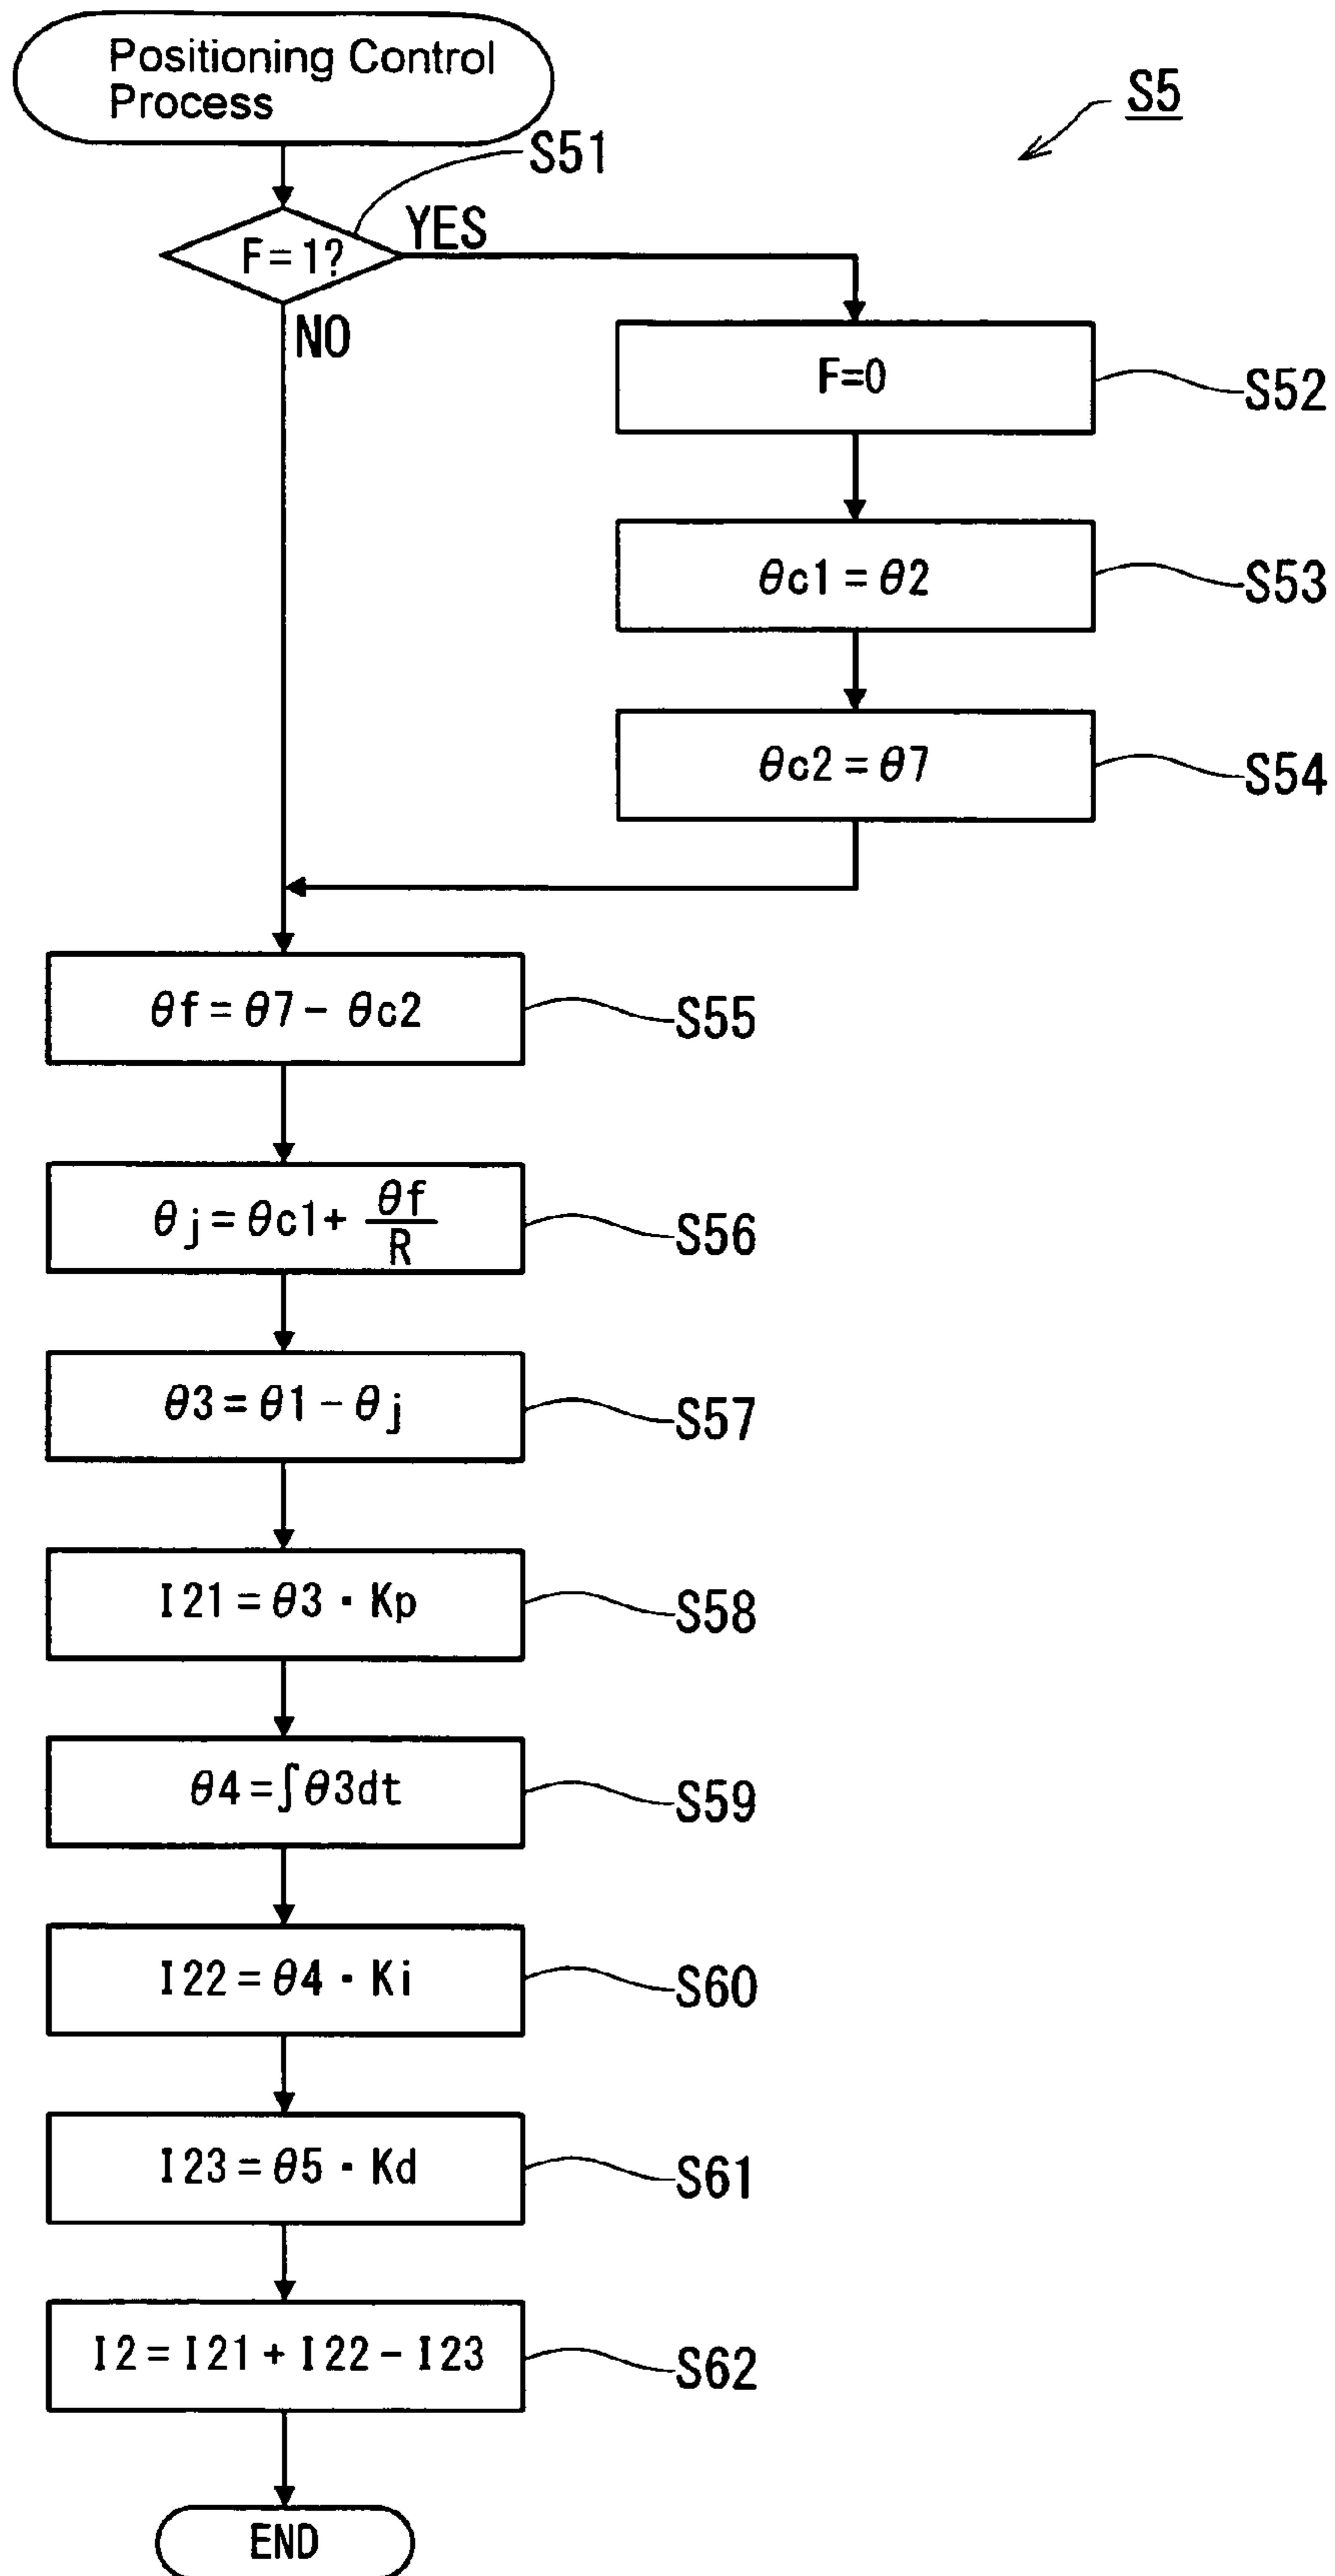 Positioning Control
Process
S5
S51
F=1?
YES
NO
F=0
S52
θc1=θ2
S53
θc2=θ7
S54
θf=θ7-θc2
S55
θj=θc1+θf/R
S56
θ3=θ1-θj
S57
I21=θ3・Kp
S58
θ4=∫θ3dt
S59
I22=θ4・Ki
S60
I23=θ5・Kd
S61
I2=I21+I22-I23
S62
END